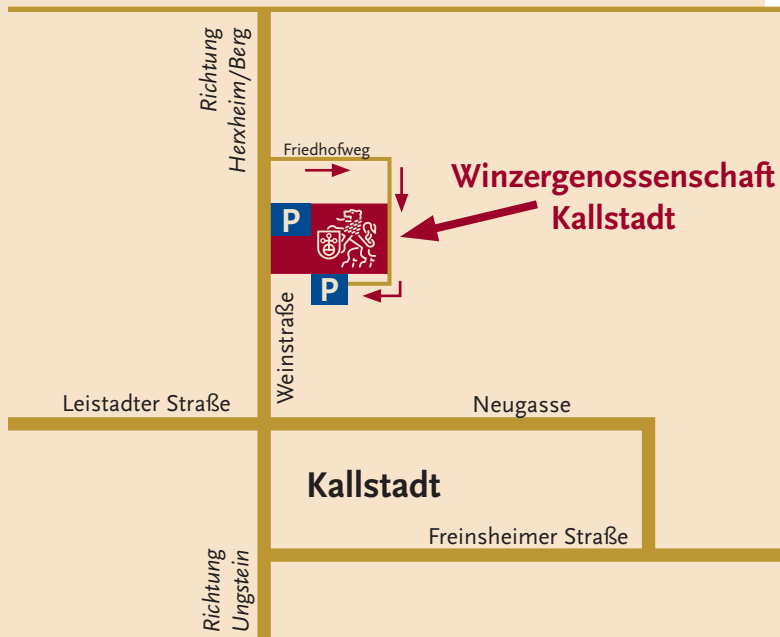 Richtung
Herxheim/Berg
Friedhofweg
Winzergenossenschaft
Kallstadt
P
P
Weinstraße
Leistadter Straße
Neugasse
Kallstadt
Freinsheimer Straße
Richtung
Ungstein